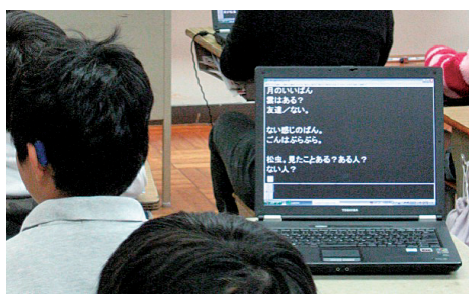 月のいいばん
雲はある？
友達／ない。
ない感じのばん。
ごんはぶらぶら。
松虫。見たことある？ある人？
ない人？
TOSHIBA